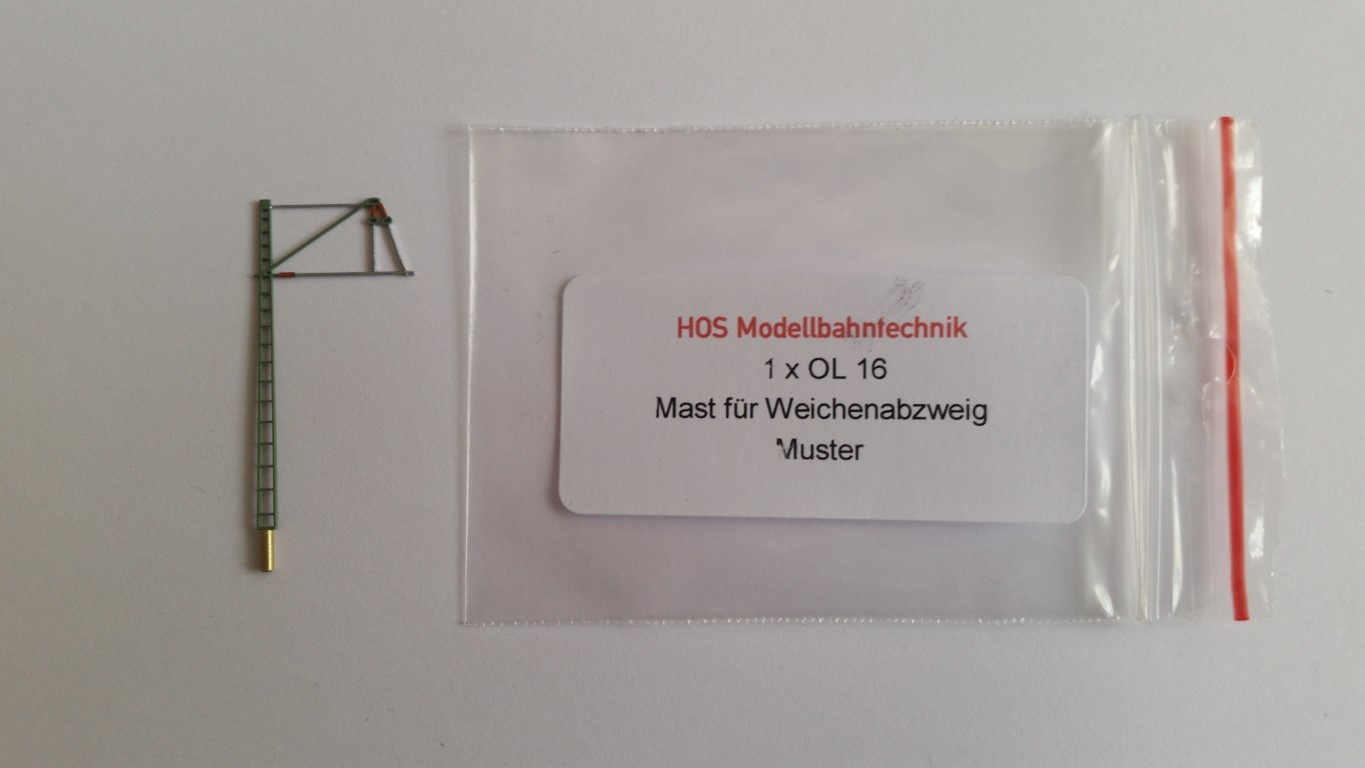 HOS Modellbahntechnik
1 x OL 16
Mast für Weichenabzweig
Muster